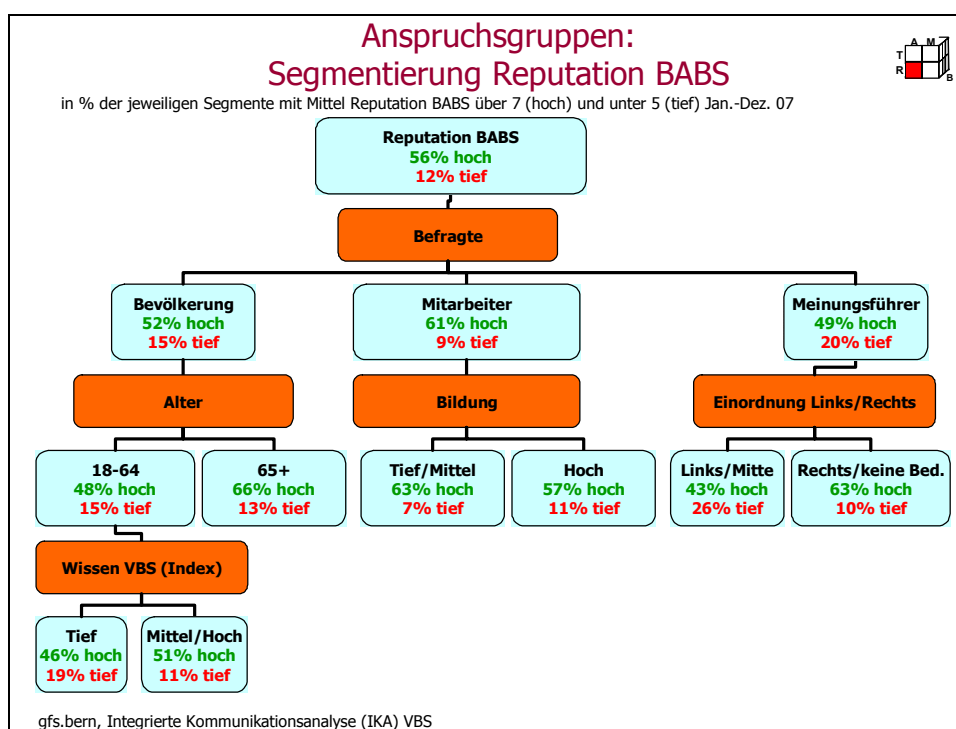 Anspruchsgruppen:
Segmentierung Reputation BABS
T R A M B
in % der jeweiligen Segmente mit Mittel Reputation BABS über 7 (hoch) und unter 5 (tief) Jan.-Dez. 07
Reputation BABS
56% hoch
12% tief
Befragte
Bevölkerung
52% hoch
15% tief
Mitarbeiter
61% hoch
9% tief
Meinungsführer
49% hoch
20% tief
Alter
Bildung
Einordnung Links/Rechts
18-64
48% hoch
15% tief
65+
66% hoch
13% tief
Tief/Mittel
63% hoch
7% tief
Hoch
57% hoch
11% tief
Links/Mitte
43% hoch
26% tief
Rechts/keine Bed.
63% hoch
10% tief
Wissen VBS (Index)
Tief
46% hoch
19% tief
Mittel/Hoch
51% hoch
11% tief
gfs.bern, Integrierte Kommunikationsanalyse (IKA) VBS